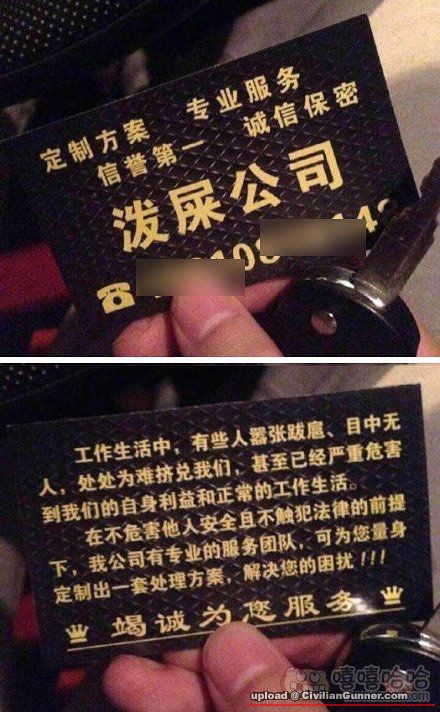 定制方案 专业服务
信誉第一 诚信保密
泼屎公司
工作生活中，有些人嚣张跋扈、目中无
人，处处为难挤兑我们，甚至已经严重危害
到我们的自身利益和正常的工作生活。
在不危害他人安全且不触犯法律的前提
下，我公司有专业的服务团队，可为您量身
定制出一套处理方案，解决您的困扰!!!
竭诚为您服务
嘻嘻哈哈
upload @ CivilianGunner.com